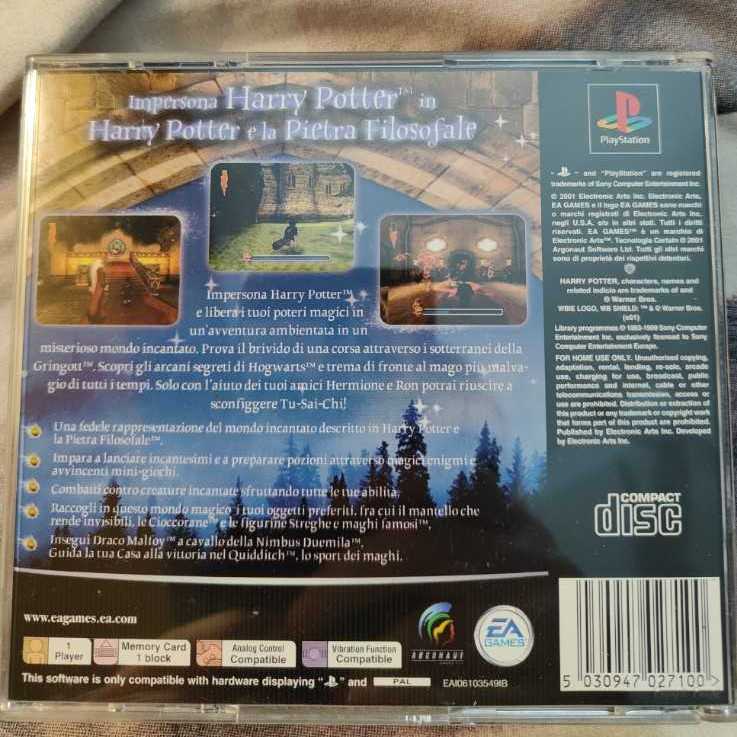 Impersona Harry Potter™ in
Harry Potter e la Pietra Filosofale
Impersona Harry Potter™
e libera i tuoi poteri magici in
un'avventura ambientata in un
misterioso mondo incantato. Prova il brivido di una corsa attraverso i sotterranei della
Gringott™. Scopri gli arcani segreti di Hogwarts™ e trema di fronte al mago più malva-
gio di tutti i tempi. Solo con l'aiuto dei tuoi amici Hermione e Ron potrai riuscire a
sconfiggere Tu-Sai-Chi!
Una fedele rappresentazione del mondo incantato descritto in Harry Potter e
la Pietra Filosofale™.
Impara a lanciare incantesimi e a preparare pozioni attraverso magici enigmi e
avvincenti mini-giochi.
Combatti contro creature incantate sfruttando tutte le tue abilità.
Raccogli in questo mondo magico i tuoi oggetti preferiti, fra cui il mantello che
rende invisibili, le Cioccorane™ e le figurine Streghe e maghi famosi™.
Insegui Draco Malfoy™ a cavallo della Nimbus Duemila™.
Guida la tua Casa alla vittoria nel Quidditch™, lo sport dei maghi.
www.eagames.ea.com
1
Player
Memory Card
1 block
Analog Control
Compatible
Vibration Function
Compatible
ARGONAUT
EA
GAMES
This software is only compatible with hardware displaying " " and PAL
EAI06103549IB
PlayStation
" " and "PlayStation" are registered
trademarks of Sony Computer Entertainment Inc.
© 2001 Electronic Arts Inc. Electronic Arts,
EA GAMES e il logo EA GAMES sono marchi
o marchi registrati di Electronic Arts Inc.
negli U.S.A. e/o in altri stati. Tutti i diritti
riservati. EA GAMES™ è un marchio di
Electronic Arts™. Tecnologia Certain © 2001
Argonaut Software Ltd. Tutti gli altri marchi
sono di proprietà dei rispettivi detentori.
HARRY POTTER, characters, names and
related indicia are trademarks of and
© Warner Bros.
WBIE LOGO, WB SHIELD: ™ & © Warner Bros.
(s01)
Library programmes © 1993-1999 Sony Computer
Entertainment Inc. exclusively licensed to Sony
Computer Entertainment Europe.
FOR HOME USE ONLY. Unauthorised copying,
adaptation, rental, lending, re-sale, arcade
use, charging for use, broadcast, public
performance and internet, cable or other
telecommunications transmission, access or
use are prohibited. Distribution or extraction of
this product or any trademark or copyright work
that forms part of this product are prohibited.
Published by Electronic Arts Inc. Developed
by Electronic Arts Inc.
COMPACT
disc
5 030947 027100 >